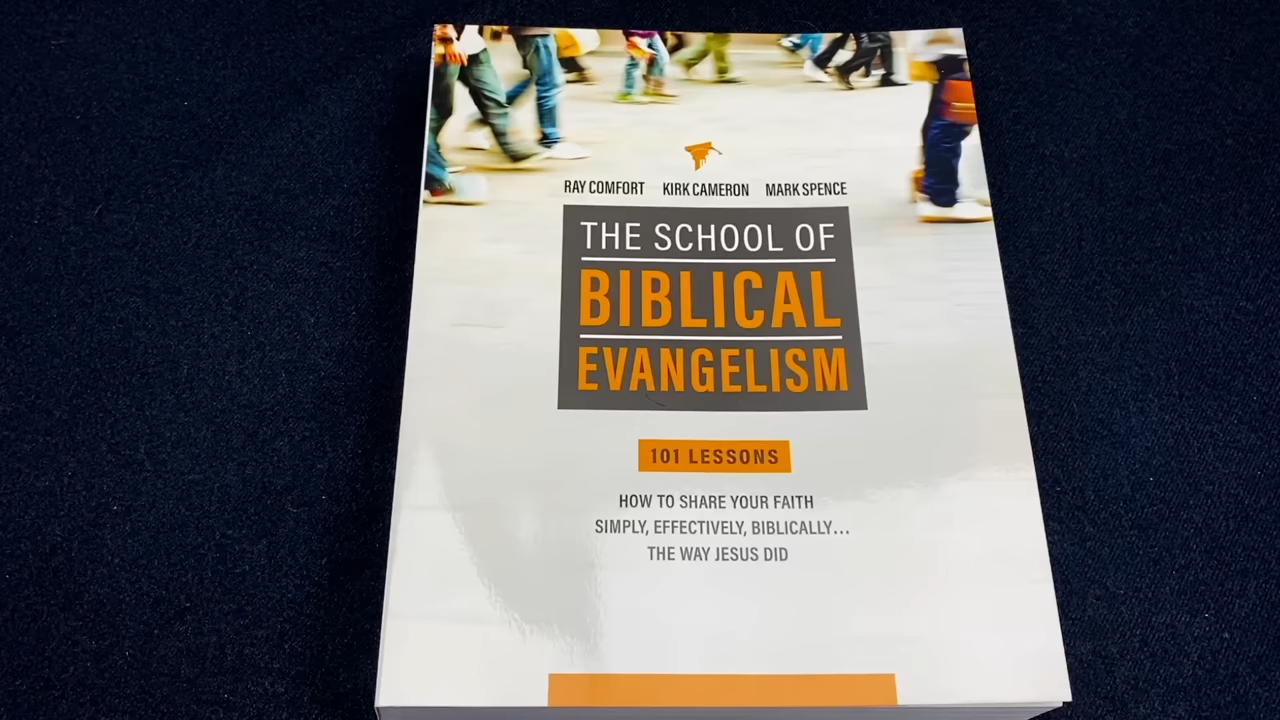 RAY COMFORT KIRK CAMERON MARK SPENCE
THE SCHOOL OF
BIBLICAL
EVANGELISM
101 LESSONS
HOW TO SHARE YOUR FAITH
SIMPLY, EFFECTIVELY, BIBLICALLY...
THE WAY JESUS DID